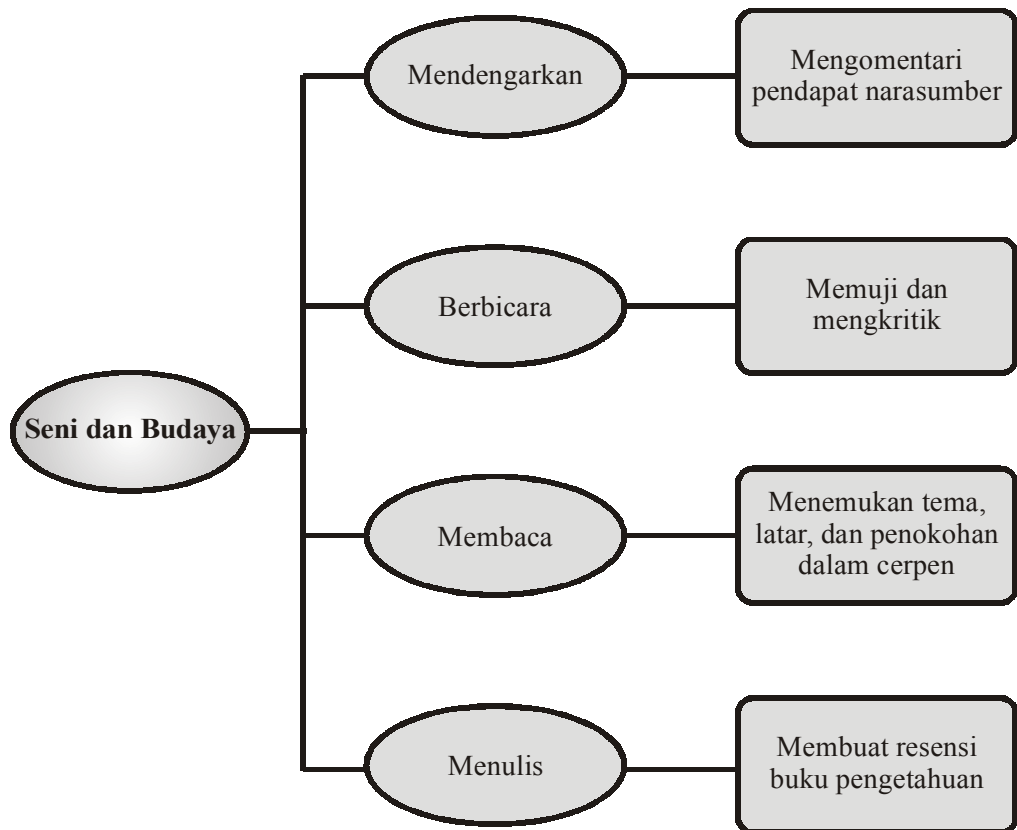 Mendengarkan
Mengomentari
pendapat narasumber
Berbicara
Memuji dan
mengkritik
Seni dan Budaya
Membaca
Menemukan tema,
latar, dan penokohan
dalam cerpen
Menulis
Membuat resensi
buku pengetahuan